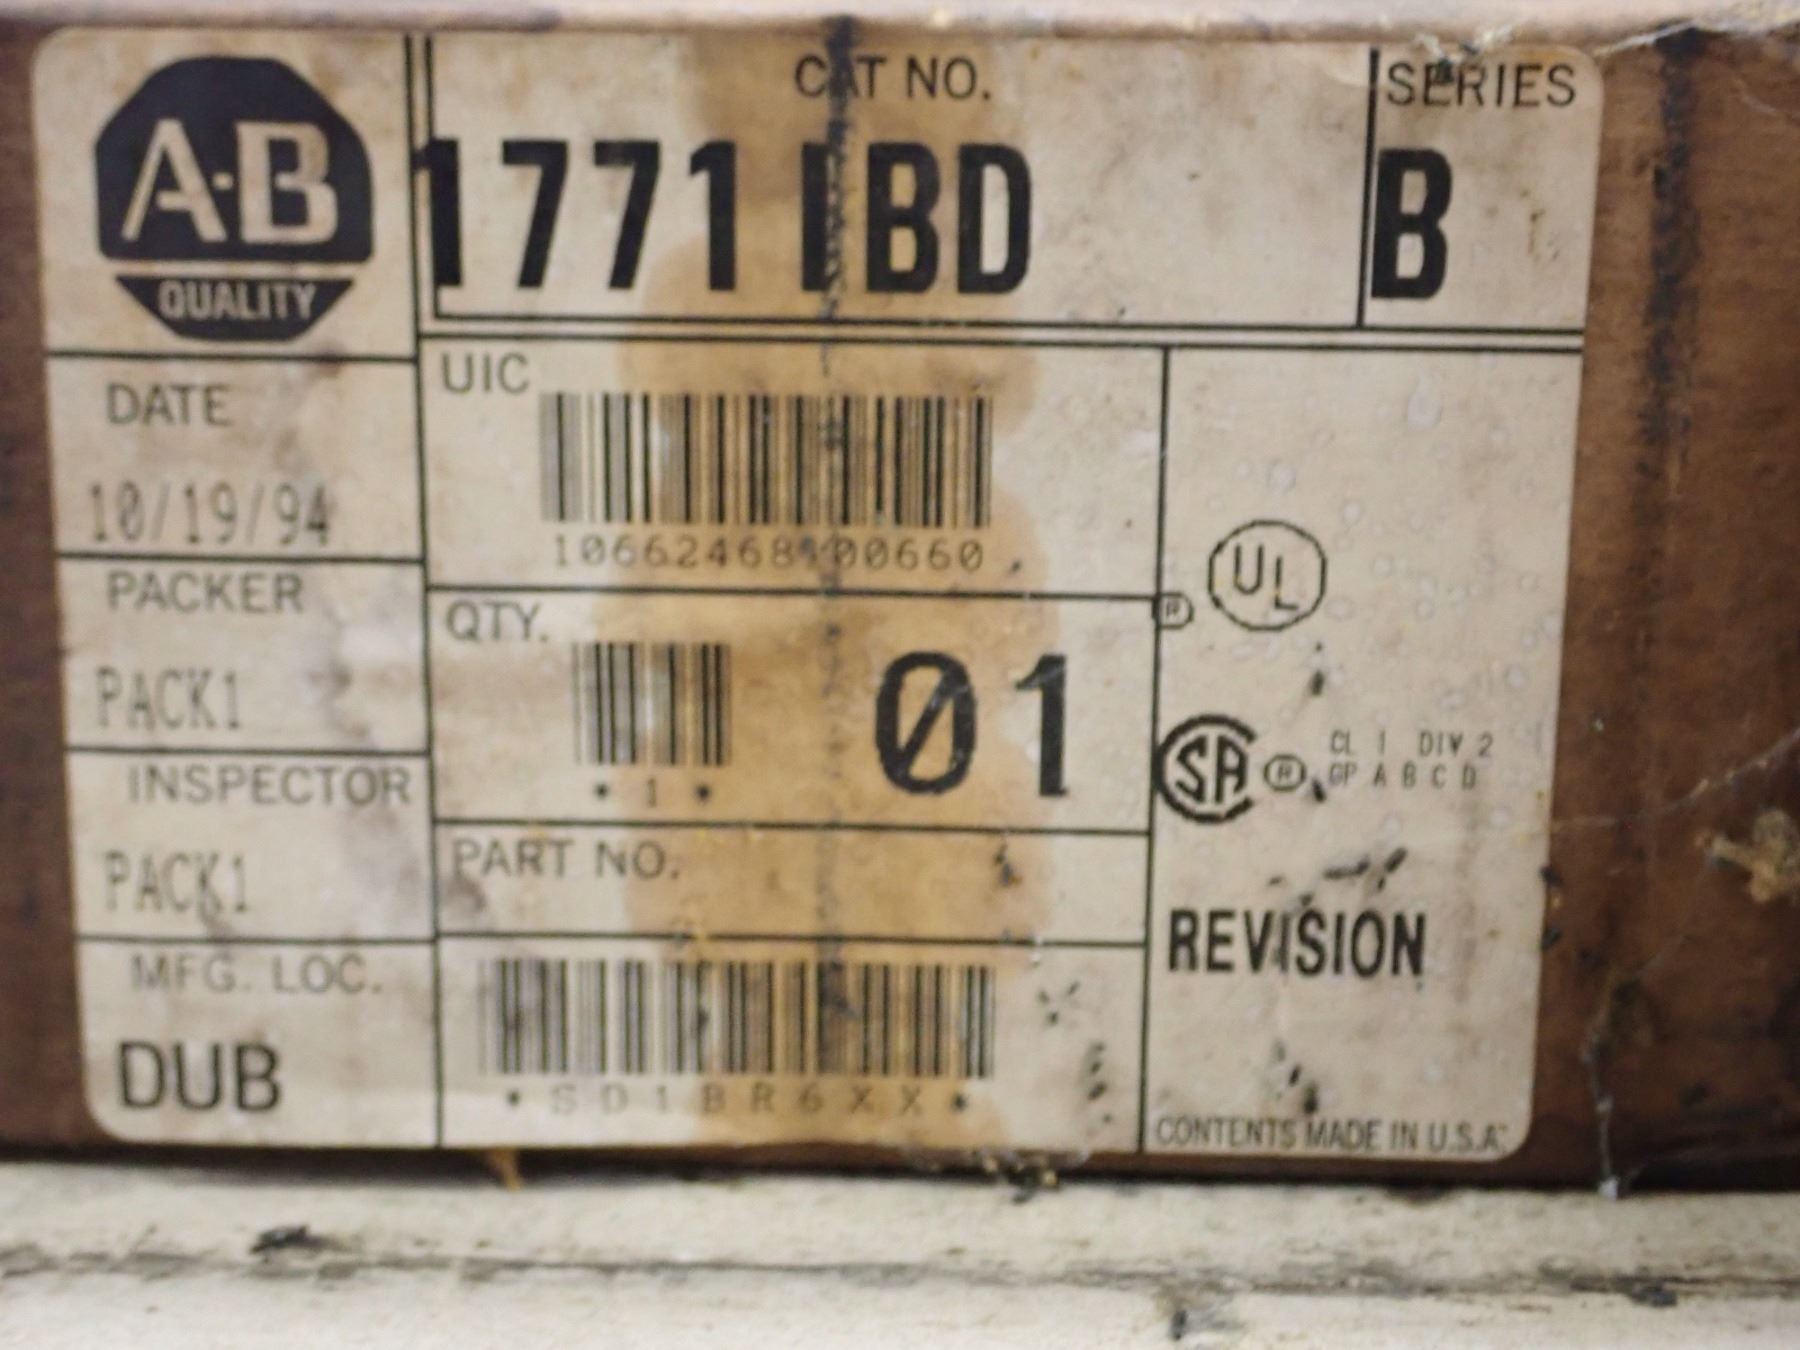 A-B
QUALITY
CAT NO.
1771 IBD
SERIES
B
DATE
10/19/94
PACKER
PACK1
INSPECTOR
PACK1
MFG. LOC.
DUB
UIC
QTY.
* 1 *
01
PART NO.
* S D 1 B R 6 X X *
® UL
SA ® CL I DIV 2
GP A B C D
REVISION
CONTENTS MADE IN U.S.A.